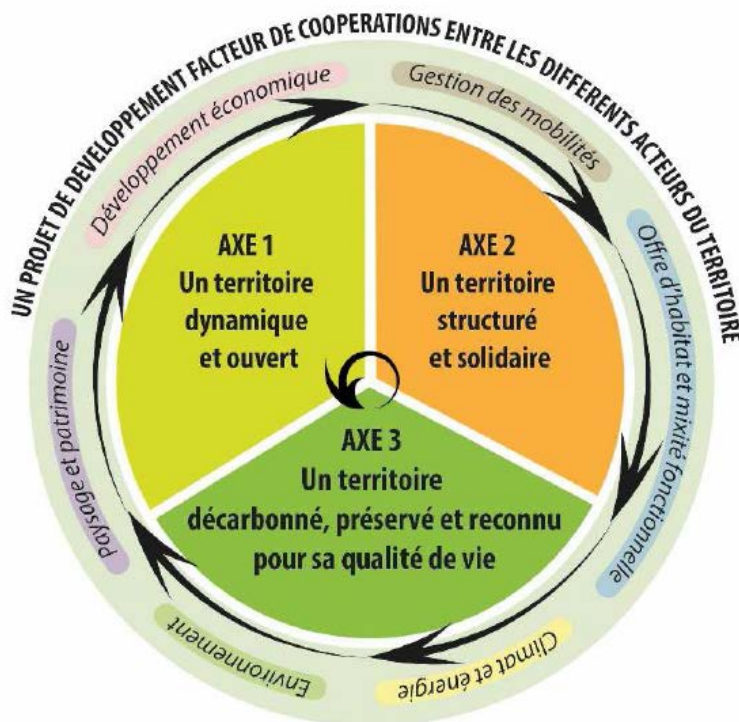 UN PROJET DE DEVELOPPEMENT FACTEUR DE COOPERATIONS ENTRE LES DIFFERENTS ACTEURS DU TERRITOIRE
Développement économique
Gestion des mobilités
Offre d'habitat et mixité fonctionnelle
Climat et énergie
Environnement
Paysage et patrimoine
AXE 1
Un territoire
dynamique
et ouvert
AXE 2
Un territoire
structuré
et solidaire
AXE 3
Un territoire
décarbonné, préservé et reconnu
pour sa qualité de vie